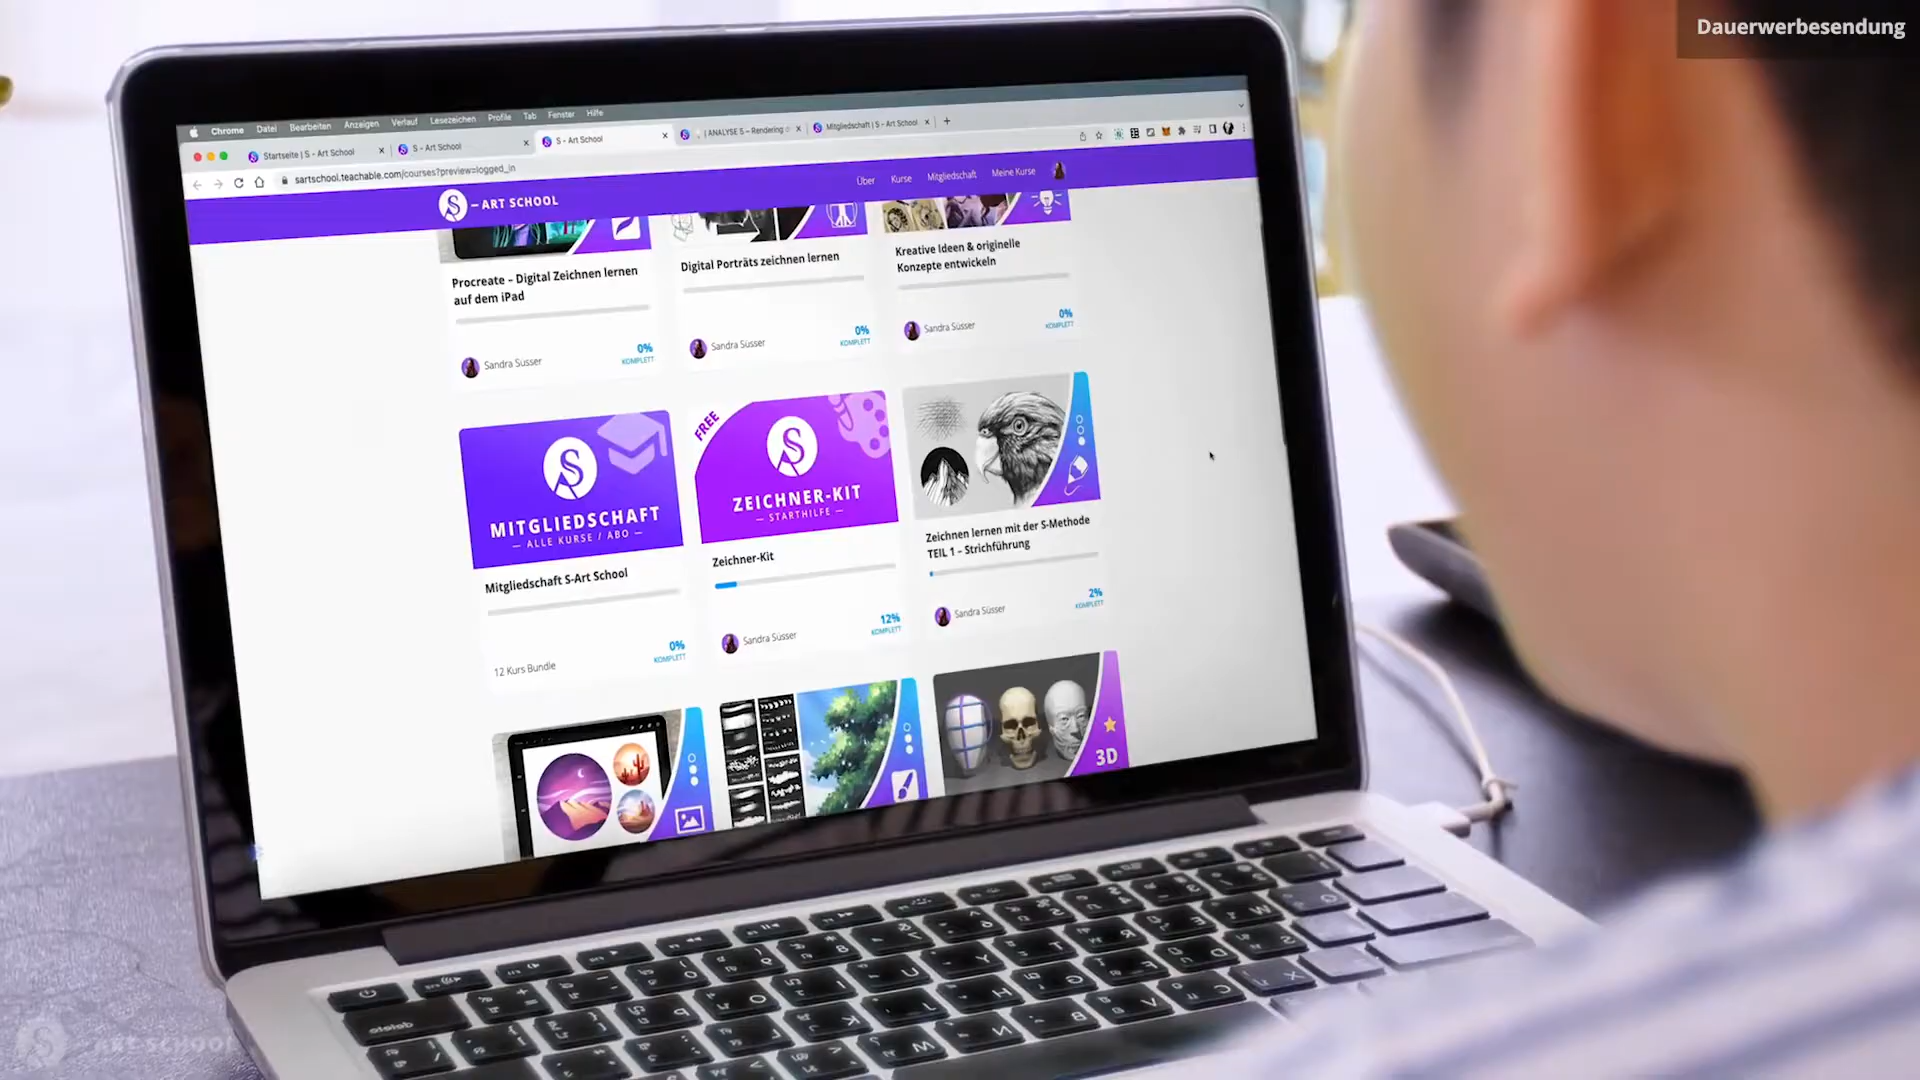 Dauerwerbesendung
Chrome Datei Bearbeiten Anzeigen Verlauf Lesezeichen Profile Tab Fenster Hilfe
Startseite | S - Art School
S - Art School
S - Art School
| ANALYSE 5 – Rendering
Mitgliedschaft | S - Art School
sartschool.teachable.com/courses?preview=logged_in
S – ART SCHOOL
Über Kurse Mitgliedschaft Meine Kurse
Procreate – Digital Zeichnen lernen
auf dem iPad
Sandra Süsser
0%
KOMPLETT
Digital Porträts zeichnen lernen
Sandra Süsser
0%
KOMPLETT
Kreative Ideen & originelle
Konzepte entwickeln
Sandra Süsser
0%
KOMPLETT
S
MITGLIEDSCHAFT
— ALLE KURSE / ABO —
Mitgliedschaft S-Art School
12 Kurs Bundle
0%
KOMPLETT
FREE
S
ZEICHNER-KIT
— STARTHILFE —
Zeichner-Kit
Sandra Süsser
12%
KOMPLETT
Zeichnen lernen mit der S-Methode
TEIL 1 – Strichführung
Sandra Süsser
2%
KOMPLETT
3D
S – ART SCHOOL